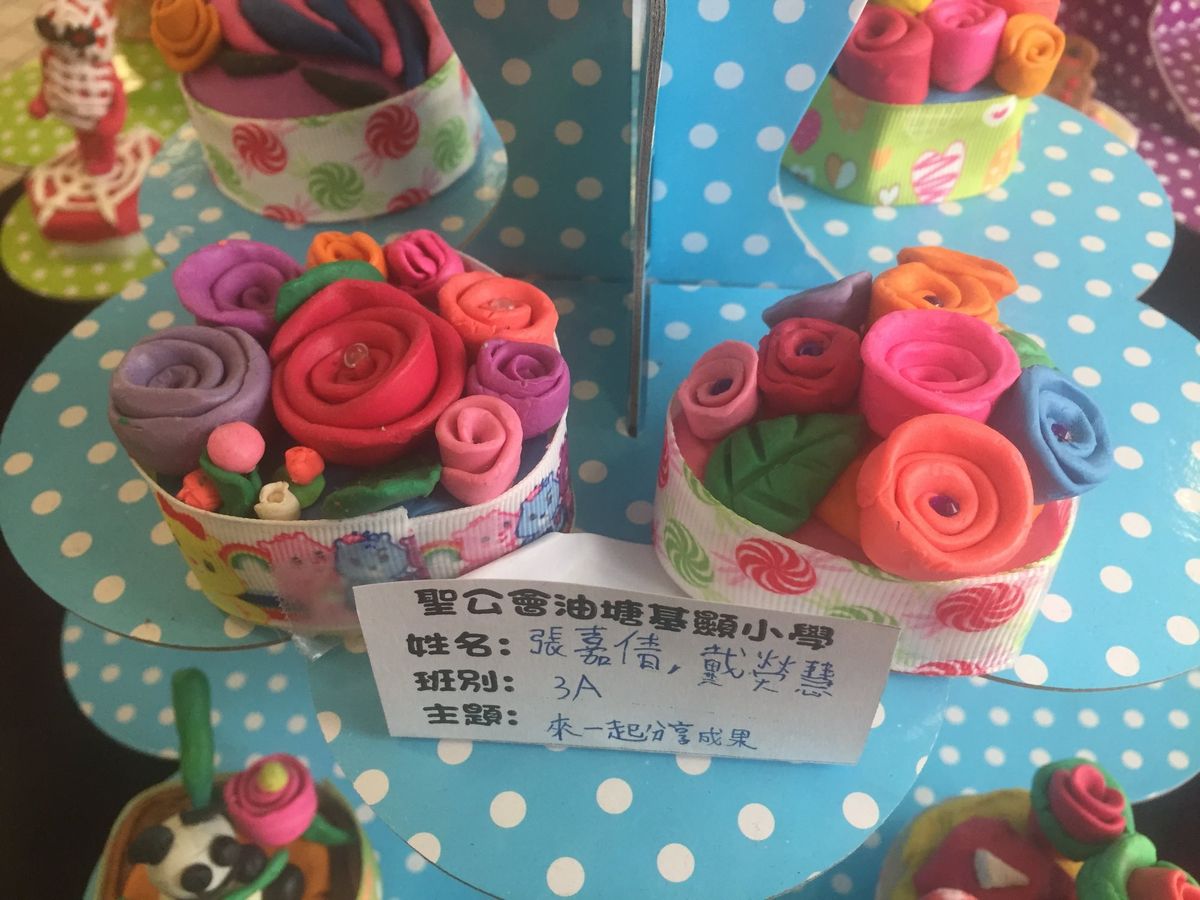 聖公會油塘基顯小學
姓名: 張嘉倩, 戴熒慧
班別: 3A
主題: 來一起分享成果